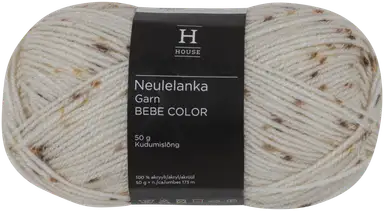 H
HOUSE
Neulelanka
Garn
BEBE COLOR
50 g
Kudumislõng
100 % akryyli/akryl/akrüül
50 g = n./ca/umbes 175 m